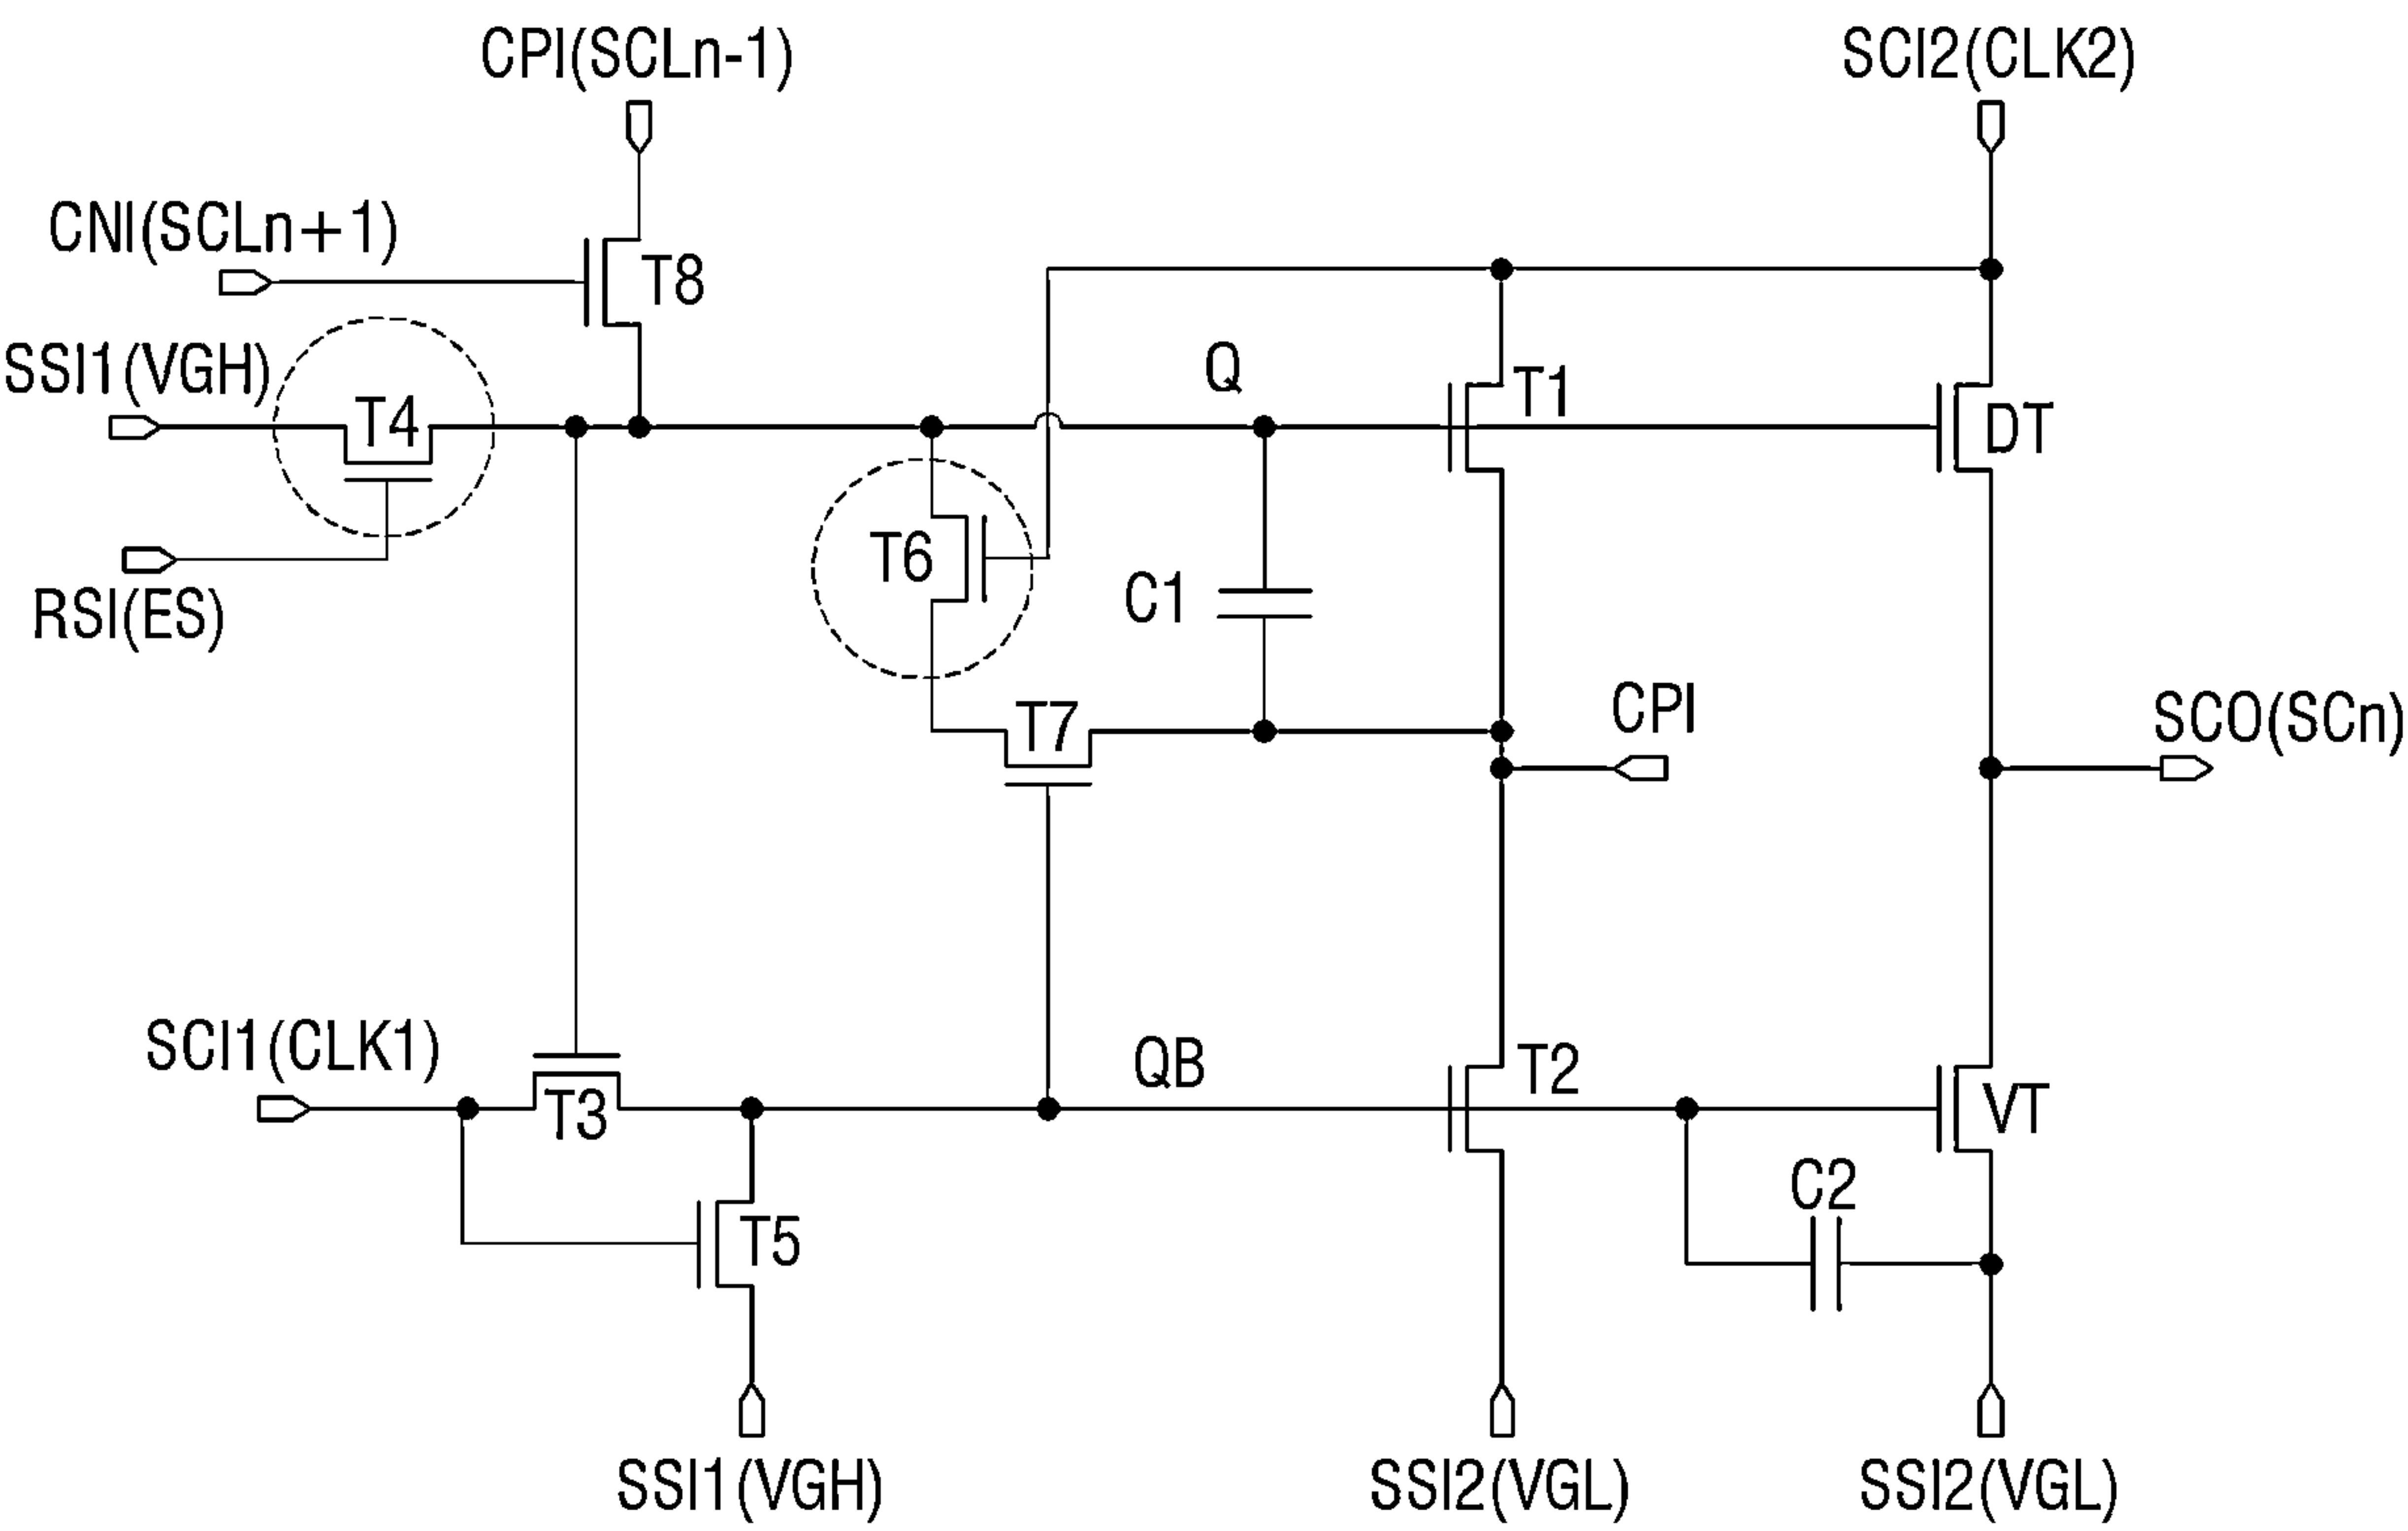 CPI(SCLn-1)
SCI2(CLK2)
CNI(SCLn+1)
T8
SSI1(VGH)
T4
Q
T1
DT
T6
C1
RSI(ES)
T7
CPI
SCO(SCn)
SCI1(CLK1)
T3
QB
T2
VT
C2
T5
SSI1(VGH)
SSI2(VGL)
SSI2(VGL)